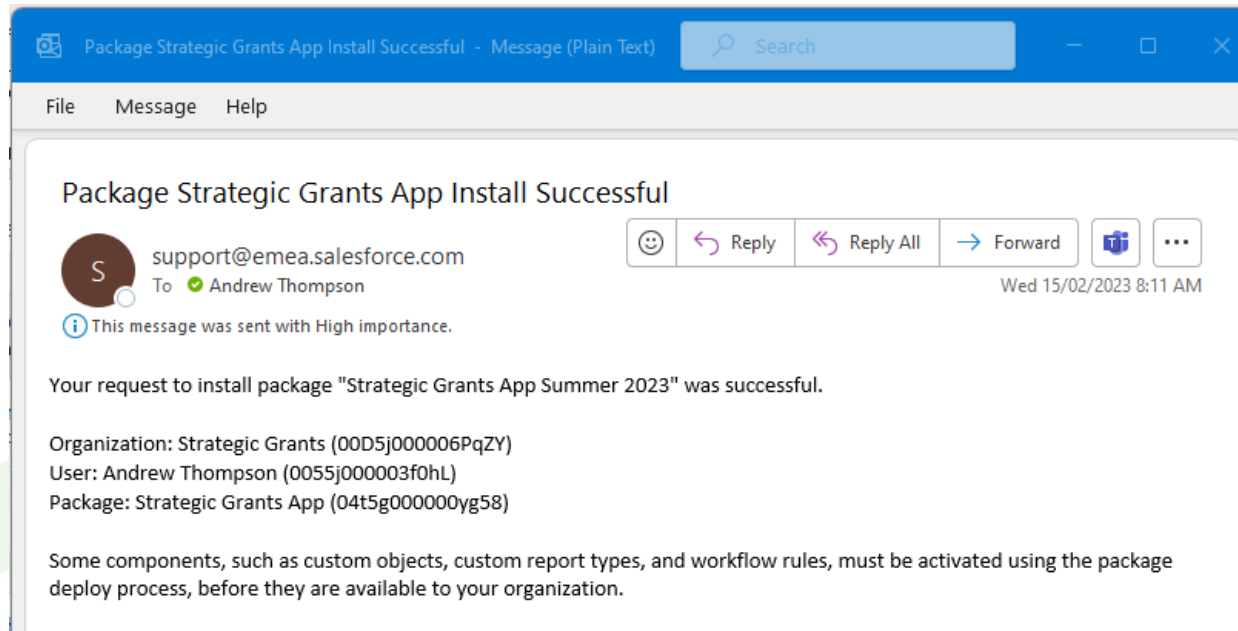 Package Strategic Grants App Install Successful - Message (Plain Text)
Search
File Message Help
Package Strategic Grants App Install Successful
S
support@emea.salesforce.com
Reply Reply All Forward
To Andrew Thompson
Wed 15/02/2023 8:11 AM
This message was sent with High importance.
Your request to install package "Strategic Grants App Summer 2023" was successful.
Organization: Strategic Grants (00D5j000006PqZY)
User: Andrew Thompson (0055j000003f0hL)
Package: Strategic Grants App (04t5g000000yg58)
Some components, such as custom objects, custom report types, and workflow rules, must be activated using the package
deploy process, before they are available to your organization.